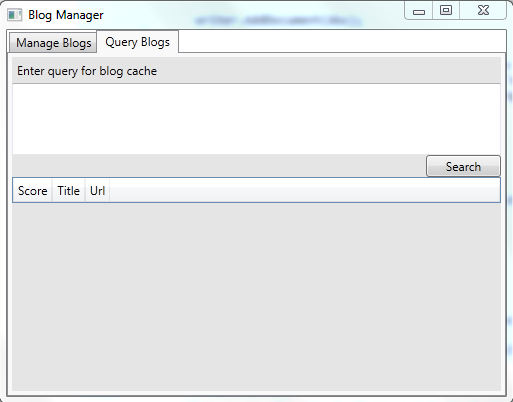 Blog Manager
Manage Blogs Query Blogs
Enter query for blog cache
Search
Score Title Url